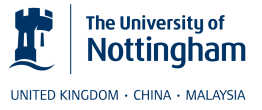 The University of
Nottingham
UNITED KINGDOM · CHINA · MALAYSIA